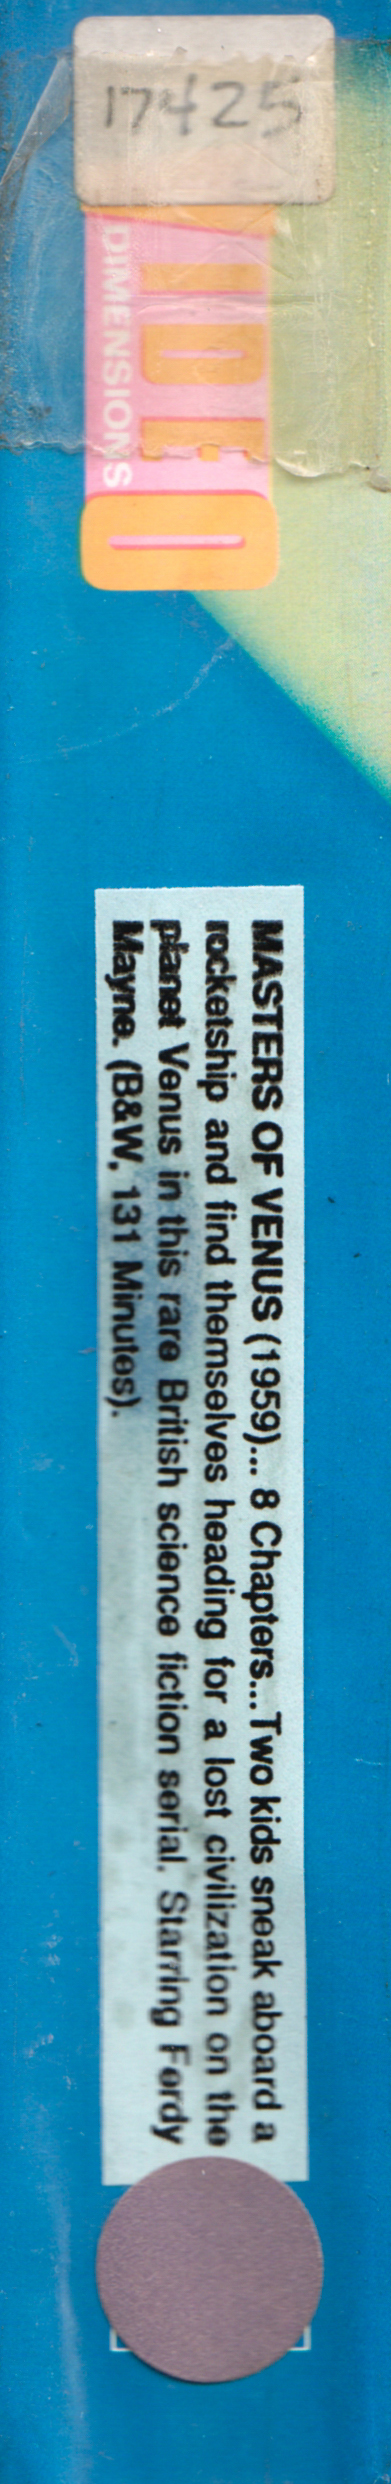 17425
VIDEO
DIMENSIONS
MASTERS OF VENUS (1959)... 8 Chapters... Two kids sneak aboard a
rocketship and find themselves heading for a lost civilization on the
planet Venus in this rare British science fiction serial. Starring Ferdy
Mayne. (B&W, 131 Minutes).